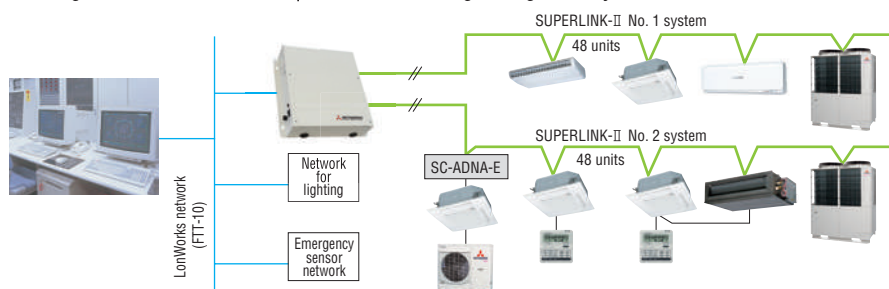 SUPERLINK-Ⅱ No. 1 system
48 units
SUPERLINK-Ⅱ No. 2 system
48 units
SC-ADNA-E
Network
for
lighting
Emergency
sensor
network
LonWorks network
(FTT-10)